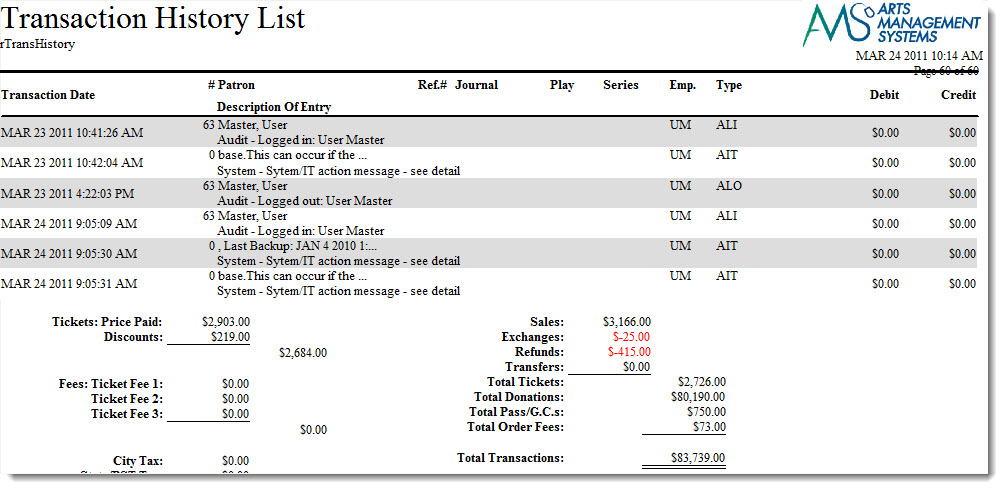 Transaction History List
rTransHistory
AMS ARTS
MANAGEMENT
SYSTEMS
MAR 24 2011 10:14 AM
Page 60 of 60
Transaction Date # Patron Ref.# Journal Play Series Emp. Type Debit Credit
Description Of Entry
MAR 23 2011 10:41:26 AM 63 Master, User UM ALI $0.00 $0.00
Audit - Logged in: User Master
MAR 23 2011 10:42:04 AM 0 base.This can occur if the ... UM AIT $0.00 $0.00
System - Sytem/IT action message - see detail
MAR 23 2011 4:22:03 PM 63 Master, User UM ALO $0.00 $0.00
Audit - Logged out: User Master
MAR 24 2011 9:05:09 AM 63 Master, User UM ALI $0.00 $0.00
Audit - Logged in: User Master
MAR 24 2011 9:05:30 AM 0 , Last Backup: JAN 4 2010 1:... UM AIT $0.00 $0.00
System - Sytem/IT action message - see detail
MAR 24 2011 9:05:31 AM 0 base.This can occur if the ... UM AIT $0.00 $0.00
System - Sytem/IT action message - see detail
Tickets: Price Paid: $2,903.00 Sales: $3,166.00
Discounts: $219.00 Exchanges: $-25.00
$2,684.00 Refunds: $-415.00
Transfers: $0.00
Fees: Ticket Fee 1: $0.00 Total Tickets: $2,726.00
Ticket Fee 2: $0.00 Total Donations: $80,190.00
Ticket Fee 3: $0.00 Total Pass/G.C.s: $750.00
$0.00 Total Order Fees: $73.00
City Tax: $0.00 Total Transactions: $83,739.00